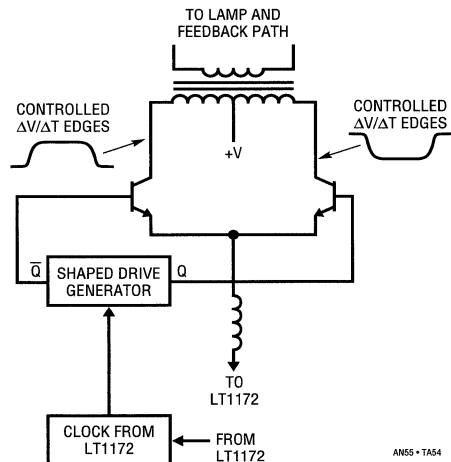 TO LAMP AND
FEEDBACK PATH
CONTROLLED
ΔV/ΔT EDGES
CONTROLLED
ΔV/ΔT EDGES
+V
Q̅
SHAPED DRIVE
GENERATOR
Q
TO
LT1172
CLOCK FROM
LT1172
FROM
LT1172
AN55 • TA54